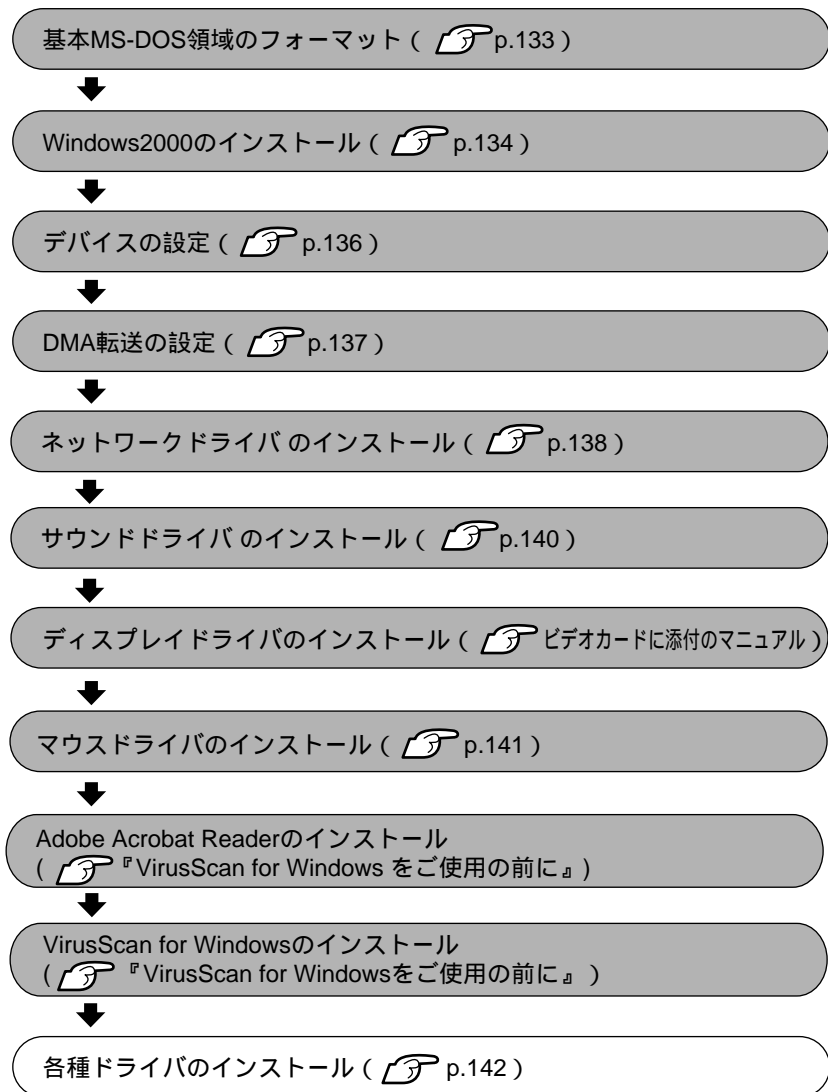 基本MS-DOS領域のフォーマット（ p.133）
Windows2000のインストール（ p.134）
デバイスの設定（ p.136）
DMA転送の設定（ p.137）
ネットワークドライバ のインストール（ p.138）
サウンドドライバ のインストール（ p.140）
ディスプレイドライバのインストール（ ビデオカードに添付のマニュアル）
マウスドライバのインストール（ p.141）
Adobe Acrobat Readerのインストール
( 『VirusScan for Windows をご使用の前に』)
VirusScan for Windowsのインストール
( 『VirusScan for Windowsをご使用の前に』 )
各種ドライバのインストール（ p.142）